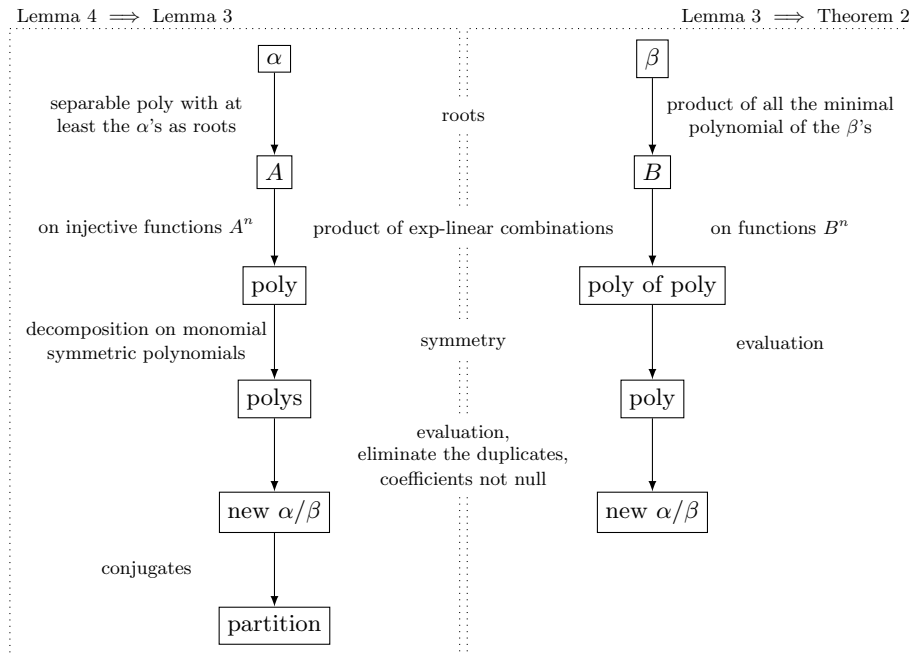 Lemma 4 ⟹ Lemma 3
Lemma 3 ⟹ Theorem 2
α
β
separable poly with at
least the α's as roots
roots
product of all the minimal
polynomial of the β's
A
B
on injective functions Aⁿ
product of exp-linear combinations
on functions Bⁿ
poly
poly of poly
decomposition on monomial
symmetric polynomials
symmetry
evaluation
polys
poly
evaluation,
eliminate the duplicates,
coefficients not null
new α/β
new α/β
conjugates
partition